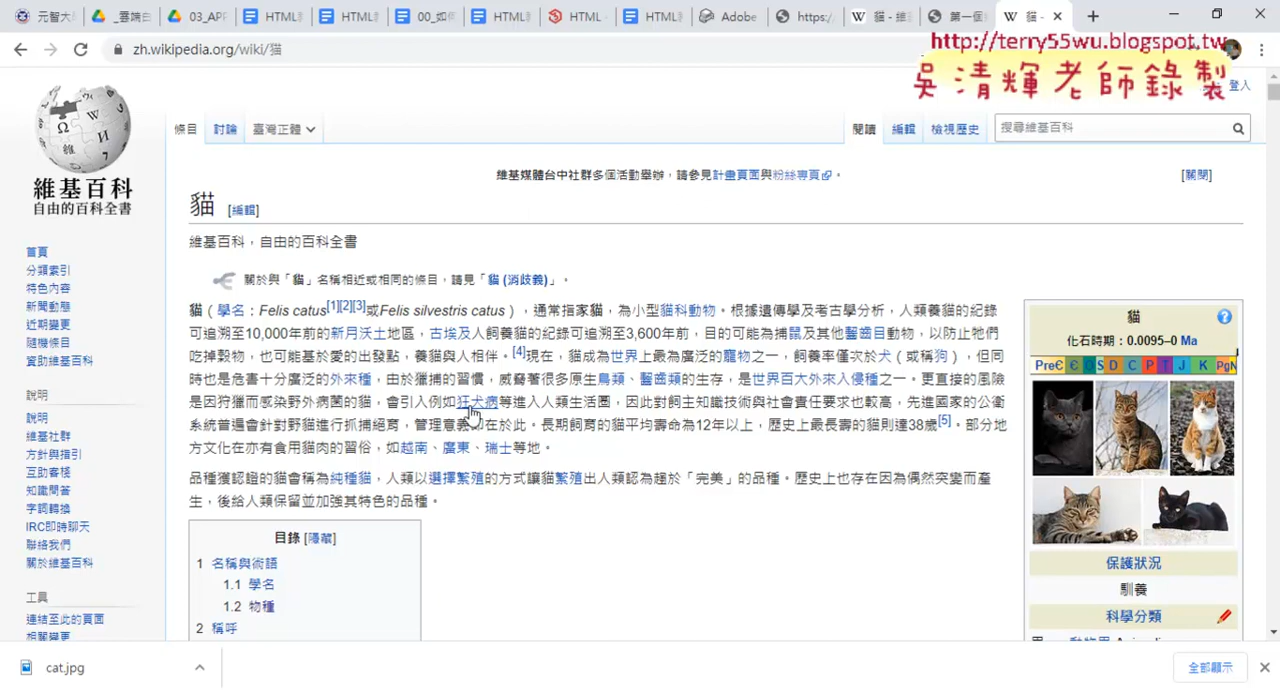 元智大
_雲端白
03_APP
HTML
HTML
00_如何
HTML
HTML
HTML
Adobe
https:/
貓 - 維
第一個
貓 -
zh.wikipedia.org/wiki/貓
http://terry55wu.blogspot.tw
吳清輝老師錄製
登入
維基百科
自由的百科全書
條目 討論 臺灣正體
閱讀 編輯 檢視歷史
搜尋維基百科
維基媒體台中社群多個活動舉辦，請參見計畫頁面與粉絲專頁。
[關閉]
貓 [編輯]
維基百科，自由的百科全書
關於與「貓」名稱相近或相同的條目，請見「貓 (消歧義)」。
貓（學名：Felis catus[1][2][3]或Felis silvestris catus），通常指家貓，為小型貓科動物。根據遺傳學及考古學分析，人類養貓的紀錄
可追溯至10,000年前的新月沃土地區，古埃及人飼養貓的紀錄可追溯至3,600年前，目的可能為捕鼠及其他齧齒目動物，以防止牠們
吃掉穀物，也可能基於愛的出發點，養貓與人相伴。[4]現在，貓成為世界上最為廣泛的寵物之一，飼養率僅次於犬（或稱狗），但同
時也是危害十分廣泛的外來種，由於獵捕的習慣，威脅著很多原生鳥類、齧齒類的生存，是世界百大外來入侵種之一。更直接的風險
是因狩獵而感染野外病菌的貓，會引入例如狂犬病等進入人類生活圈，因此對飼主知識技術與社會責任要求也較高，先進國家的公衛
系統普遍會針對野貓進行抓捕絕育，管理意義即在於此。長期飼育的貓平均壽命為12年以上，歷史上最長壽的貓則達38歲[5]。部分地
方文化在亦有食用貓肉的習俗，如越南、廣東、瑞士等地。
品種獲認證的貓會稱為純種貓，人類以選擇繁殖的方式讓貓繁殖出人類認為趨於「完美」的品種。歷史上也存在因為偶然突變而產
生，後給人類保留並加強其特色的品種。
目錄 [隱藏]
1 名稱與術語
1.1 學名
1.2 物種
2 稱呼
首頁
分類索引
特色內容
新聞動態
近期變更
隨機條目
資助維基百科
說明
說明
維基社群
方針與指引
互助客棧
知識問答
字詞轉換
IRC即時聊天
聯絡我們
關於維基百科
工具
連結至此的頁面
相關變更
貓
化石時期：0.0095–0 Ma
PreЄ Є O S D C P T J K PgN
保護狀況
馴養
科學分類
cat.jpg
全部顯示